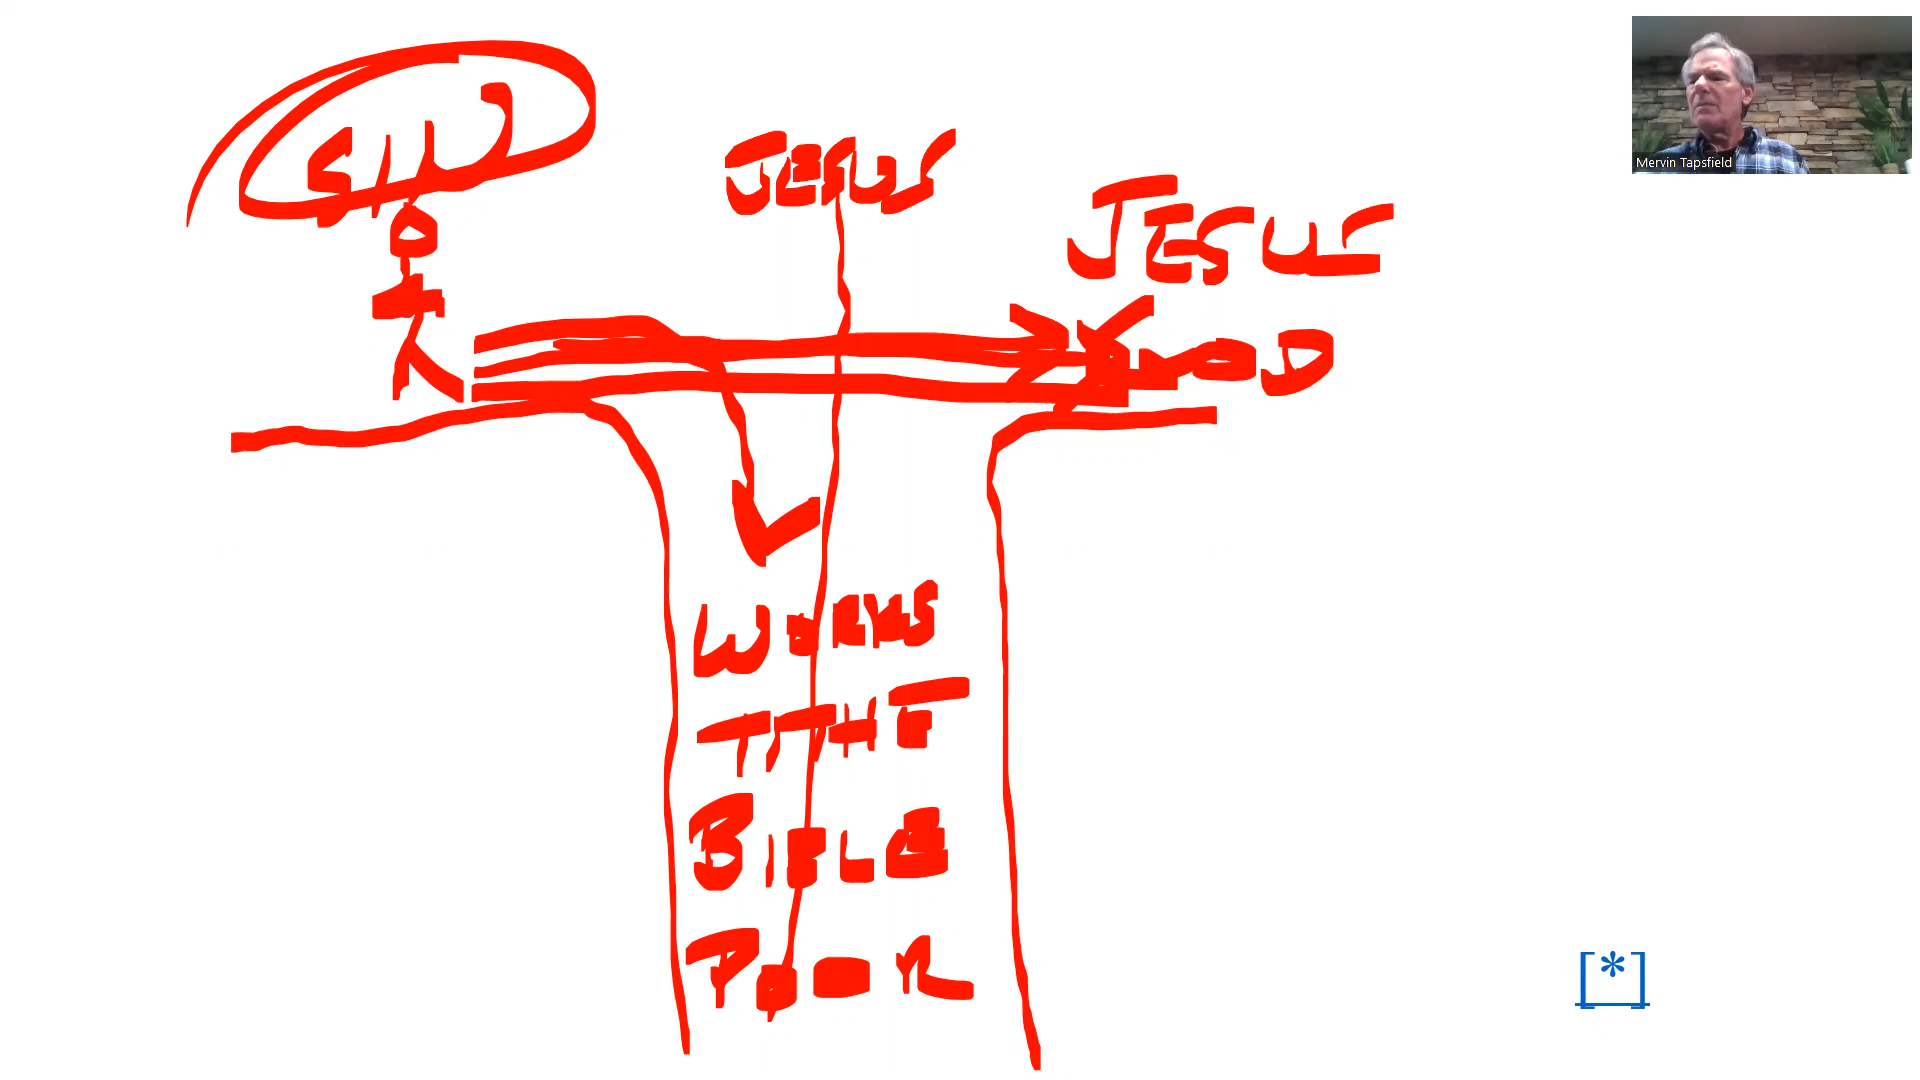 SIN
JESUS
JESUS
GOD
WORKS
TITHE
BIBLE
POOR
Mervin Tapsfield
[*]